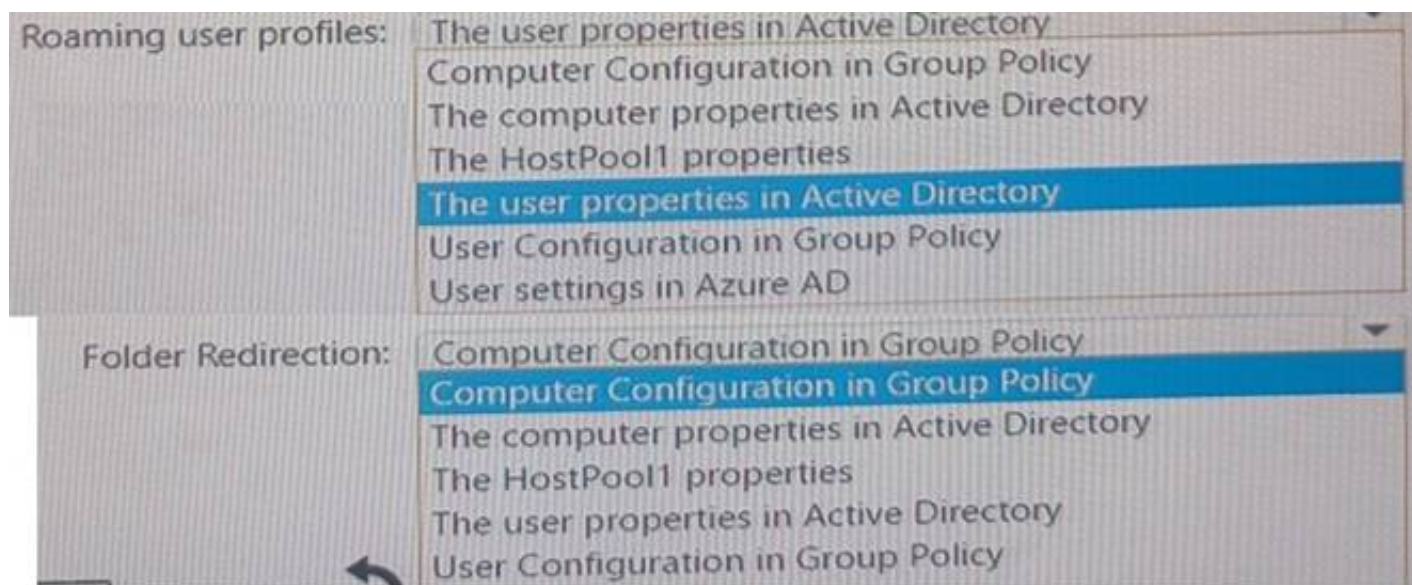 Roaming user profiles: The user properties in Active Directory
Computer Configuration in Group Policy
The computer properties in Active Directory
The HostPool1 properties
The user properties in Active Directory
User Configuration in Group Policy
User settings in Azure AD
Folder Redirection: Computer Configuration in Group Policy
Computer Configuration in Group Policy
The computer properties in Active Directory
The HostPool1 properties
The user properties in Active Directory
User Configuration in Group Policy